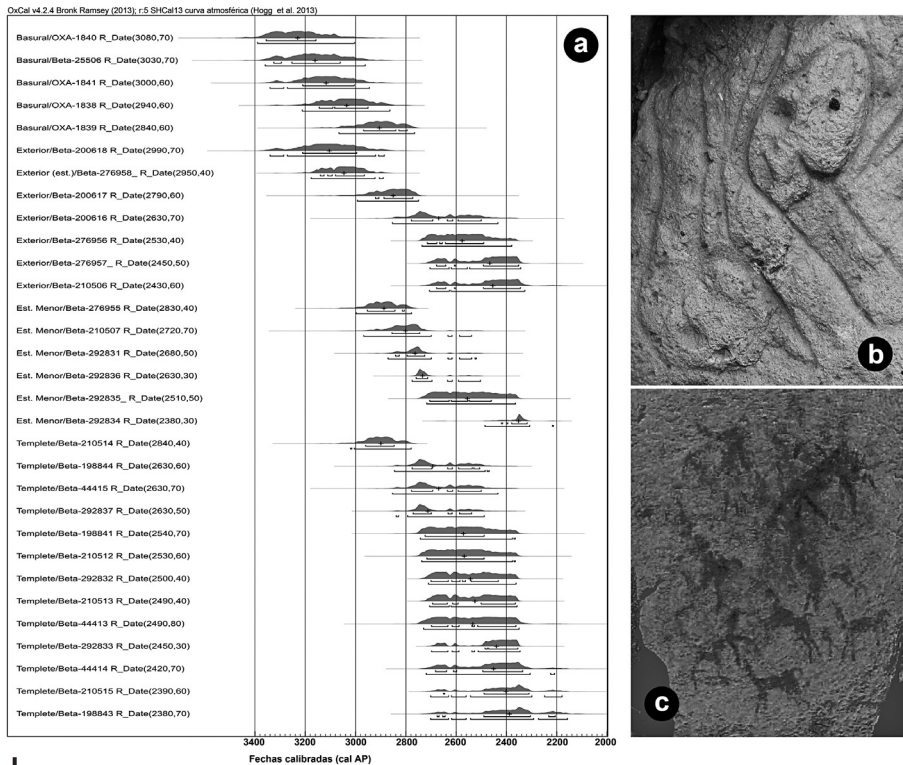 OxCal v4.2.4 Bronk Ramsey (2013); r:5 SHCal13 curva atmosférica (Hogg et al. 2013)
a
Basural/OXA-1840 R_Date(3080,70)
Basural/Beta-25506 R_Date(3030,70)
Basural/OXA-1841 R_Date(3000,60)
Basural/OXA-1838 R_Date(2940,60)
Basural/OXA-1839 R_Date(2840,60)
Exterior/Beta-200618 R_Date(2990,70)
Exterior (est.)/Beta-276958_ R_Date(2950,40)
Exterior/Beta-200617 R_Date(2790,60)
Exterior/Beta-200616 R_Date(2630,70)
Exterior/Beta-276956 R_Date(2530,40)
Exterior/Beta-276957_ R_Date(2450,50)
Exterior/Beta-210506 R_Date(2430,60)
Est. Menor/Beta-276955 R_Date(2830,40)
Est. Menor/Beta-210507 R_Date(2720,70)
Est. Menor/Beta-292831 R_Date(2680,50)
Est. Menor/Beta-292836 R_Date(2630,30)
Est. Menor/Beta-292835_ R_Date(2510,50)
Est. Menor/Beta-292834 R_Date(2380,30)
Templete/Beta-210514 R_Date(2840,40)
Templete/Beta-198844 R_Date(2630,60)
Templete/Beta-44415 R_Date(2630,70)
Templete/Beta-292837 R_Date(2630,50)
Templete/Beta-198841 R_Date(2540,70)
Templete/Beta-210512 R_Date(2530,60)
Templete/Beta-292832 R_Date(2500,40)
Templete/Beta-210513 R_Date(2490,40)
Templete/Beta-44413 R_Date(2490,80)
Templete/Beta-292833 R_Date(2450,30)
Templete/Beta-44414 R_Date(2420,70)
Templete/Beta-210515 R_Date(2390,60)
Templete/Beta-198843 R_Date(2380,70)
3400 3200 3000 2800 2600 2400 2200 2000
Fechas calibradas (cal AP)
b
c